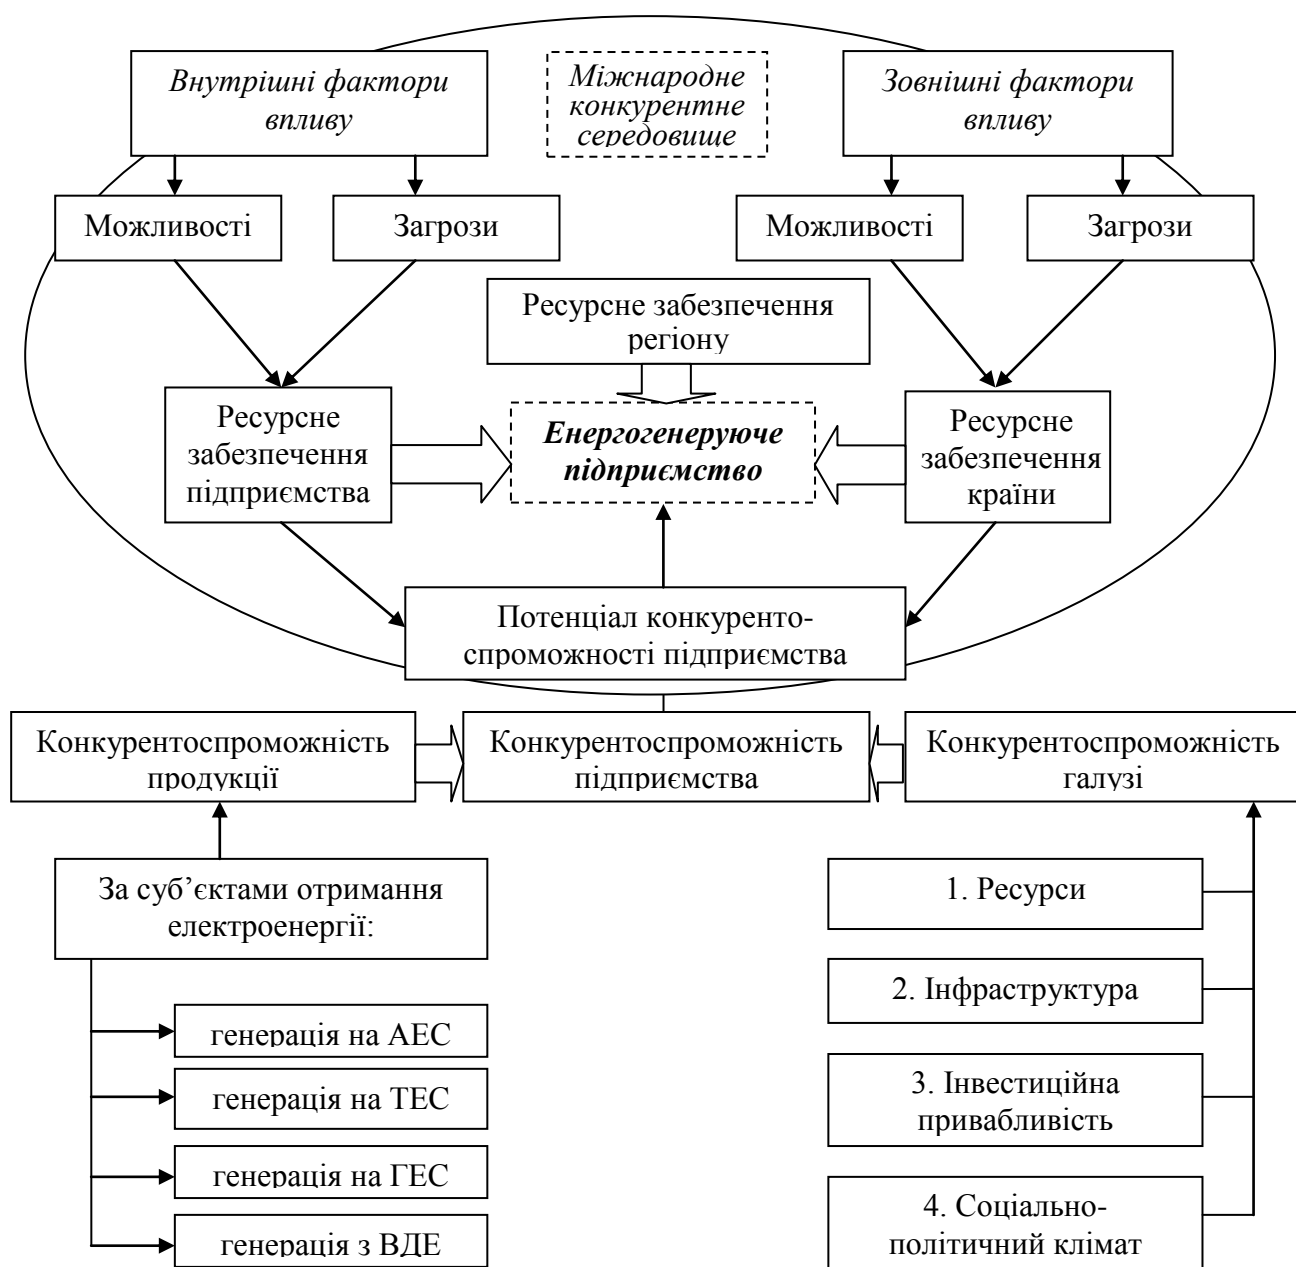 Внутрішні фактори
впливу
Міжнародне
конкурентне
середовище
Зовнішні фактори
впливу
Можливості
Загрози
Можливості
Загрози
Ресурсне забезпечення
регіону
Ресурсне
забезпечення
підприємства
Енергогенеруюче
підприємство
Ресурсне
забезпечення
країни
Потенціал конкуренто-
спроможності підприємства
Конкурентоспроможність
продукції
Конкурентоспроможність
підприємства
Конкурентоспроможність
галузі
За суб’єктами отримання
електроенергії:
генерація на АЕС
генерація на ТЕС
генерація на ГЕС
генерація з ВДЕ
1. Ресурси
2. Інфраструктура
3. Інвестиційна
привабливість
4. Соціально-
політичний клімат